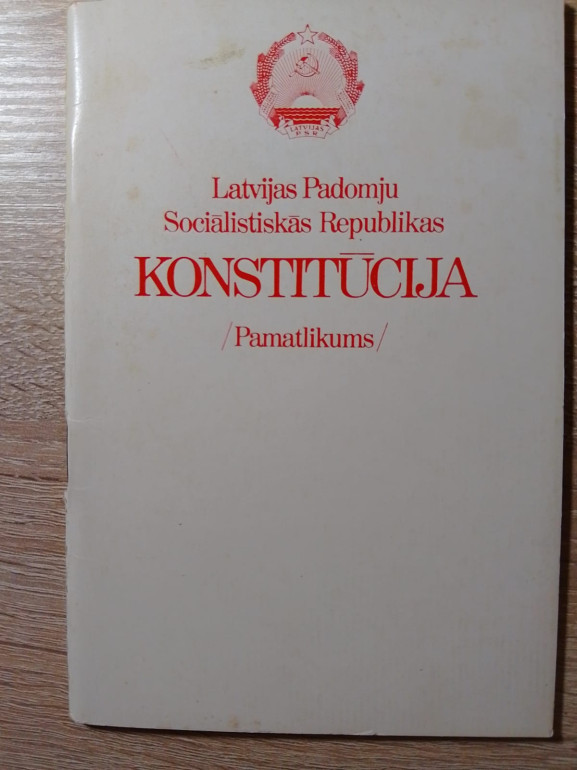 LATVIJAS
PSR
Latvijas Padomju
Sociālistiskās Republikas
KONSTITŪCIJA
/Pamatlikums/